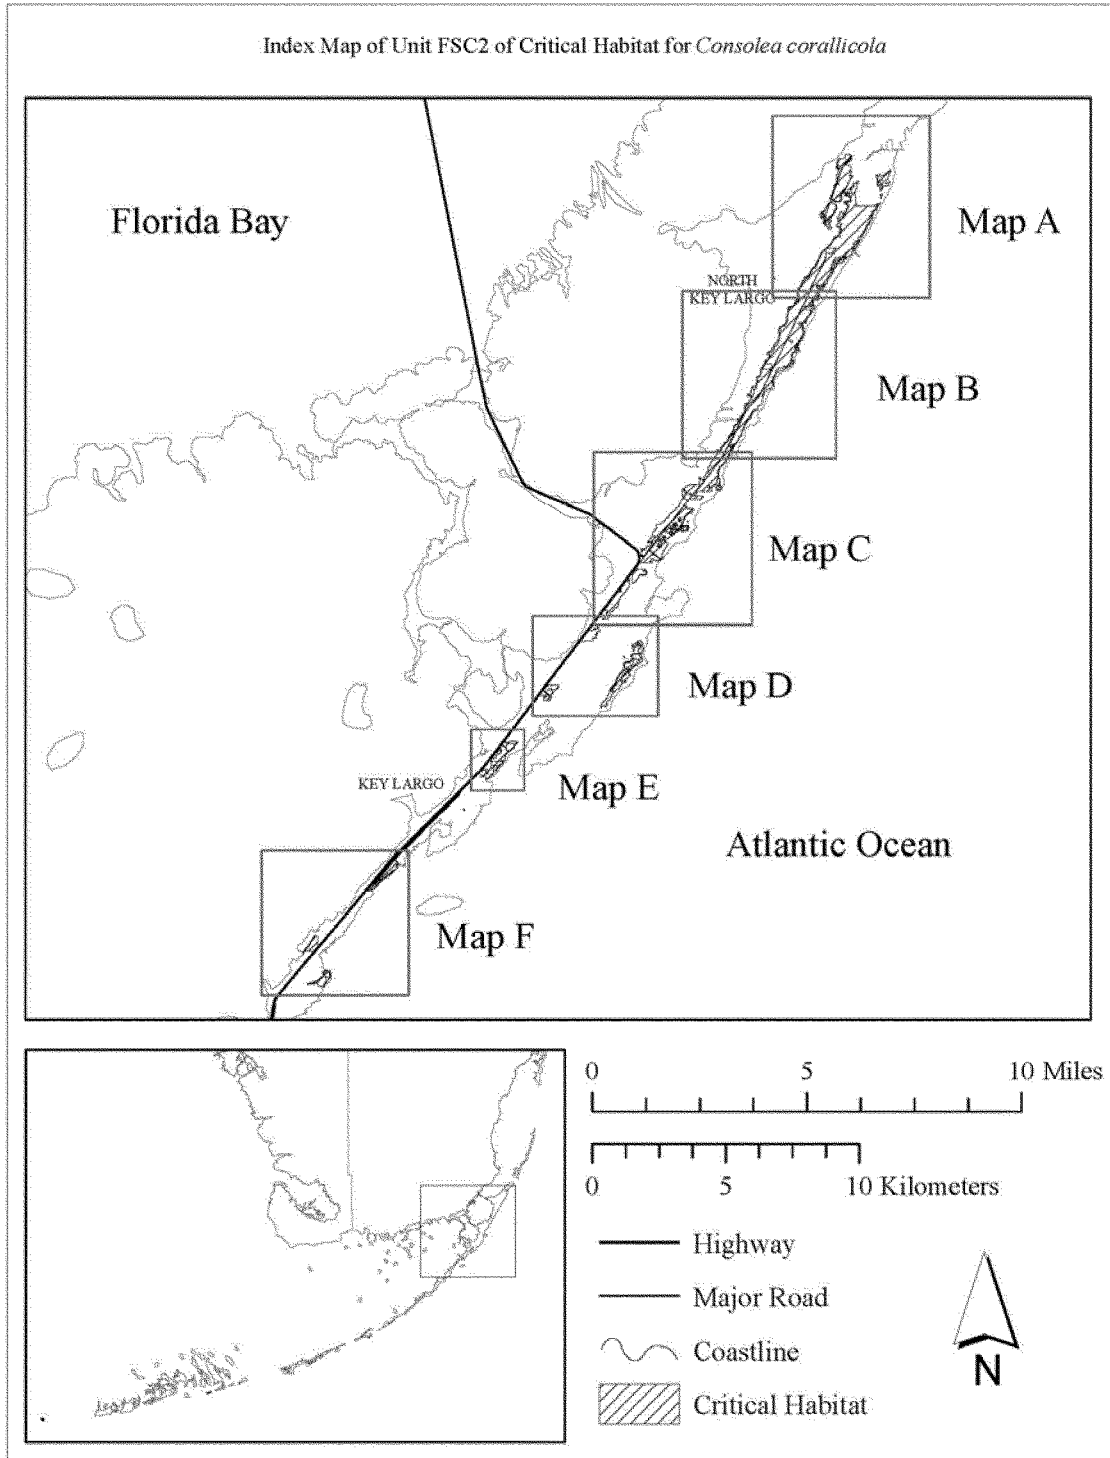 Index Map of Unit FSC2 of Critical Habitat for Consolea corallicola
Florida Bay
Map A
NORTH
KEY LARGO
Map B
Map C
Map D
Map E
KEY LARGO
Atlantic Ocean
Map F
0 5 10 Miles
0 5 10 Kilometers
Highway
Major Road
Coastline
Critical Habitat
N